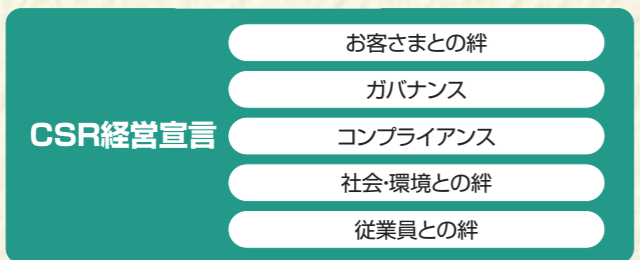 CSR経営宣言
お客さまとの絆
ガバナンス
コンプライアンス
社会・環境との絆
従業員との絆